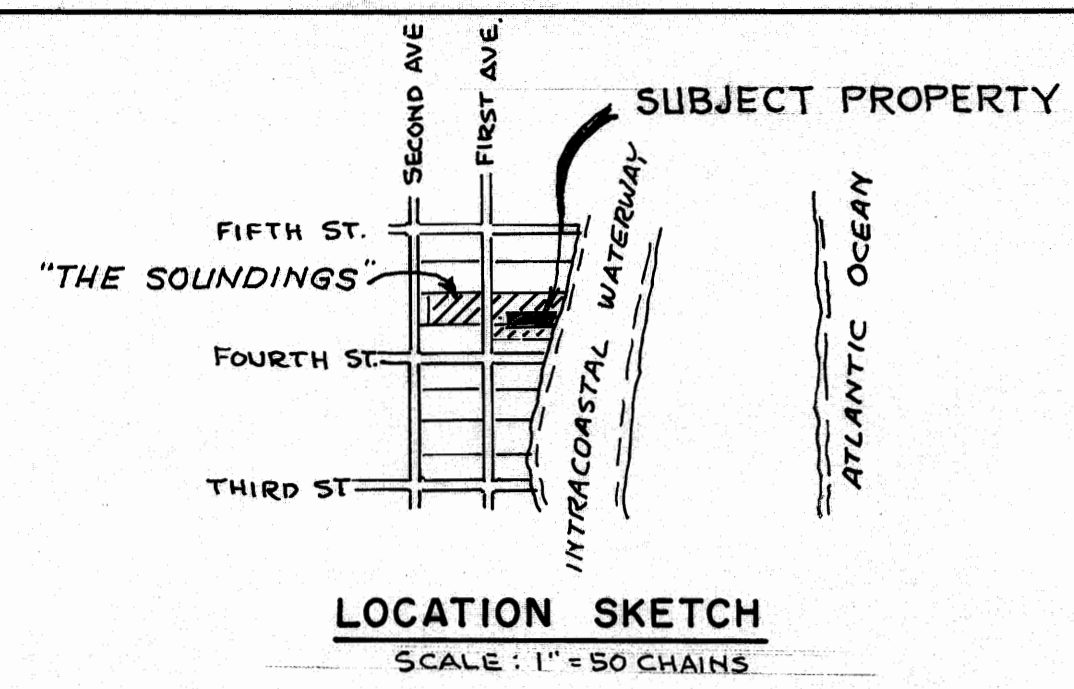 SECOND AVE
FIRST AVE.
SUBJECT PROPERTY
FIFTH ST.
"THE SOUNDINGS"
FOURTH ST.
THIRD ST
INTRACOASTAL WATERWAY
ATLANTIC OCEAN
LOCATION SKETCH
SCALE: 1" = 50 CHAINS